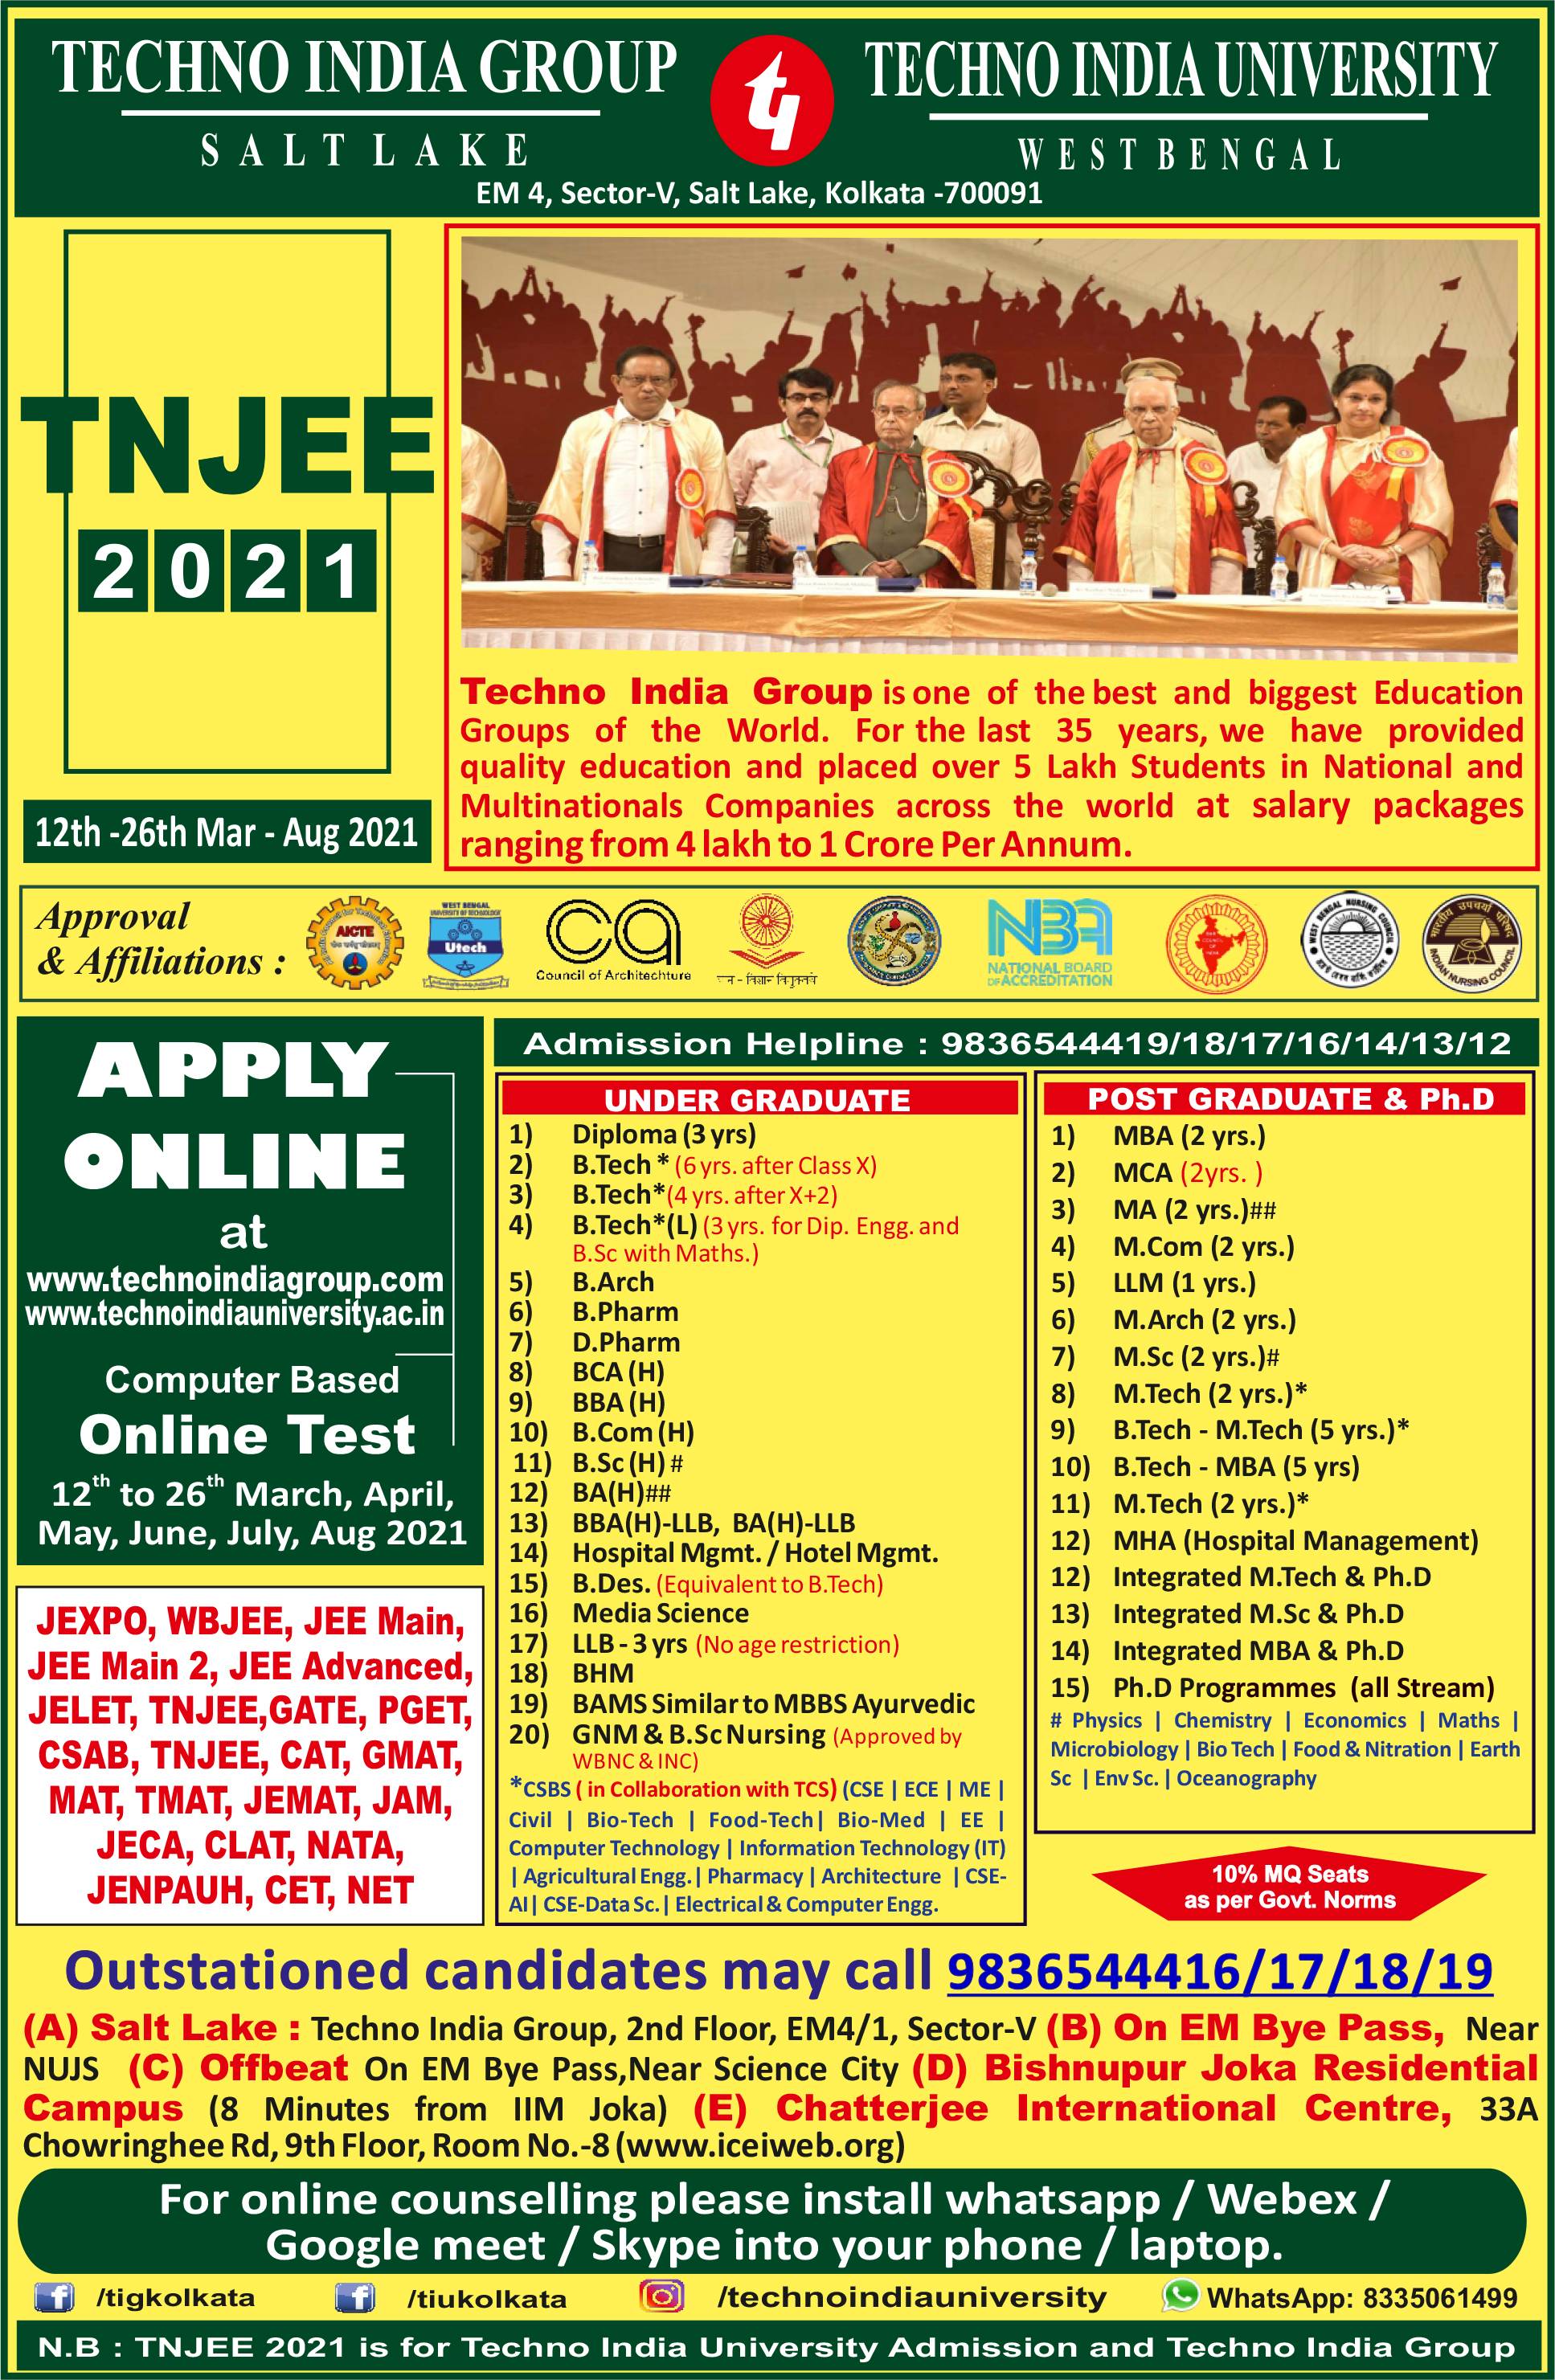 TECHNO INDIA GROUP
SALT LAKE
TECHNO INDIA UNIVERSITY
WEST BENGAL
EM 4, Sector-V, Salt Lake, Kolkata -700091
TNJEE
2021
12th -26th Mar - Aug 2021
Techno India Group is one of the best and biggest Education
Groups of the World. For the last 35 years, we have provided
quality education and placed over 5 Lakh Students in National and
Multinationals Companies across the world at salary packages
ranging from 4 lakh to 1 Crore Per Annum.
Approval
& Affiliations :
AICTE
WEST BENGAL
UNIVERSITY OF TECHNOLOGY
Utech
Council of Architechture
NBA
NATIONAL BOARD
OF ACCREDITATION
WEST BENGAL NURSING COUNCIL
INDIAN NURSING COUNCIL
APPLY
ONLINE
at
www.technoindiagroup.com
www.technoindiauniversity.ac.in
Computer Based
Online Test
12th to 26th March, April,
May, June, July, Aug 2021
JEXPO, WBJEE, JEE Main,
JEE Main 2, JEE Advanced,
JELET, TNJEE,GATE, PGET,
CSAB, TNJEE, CAT, GMAT,
MAT, TMAT, JEMAT, JAM,
JECA, CLAT, NATA,
JENPAUH, CET, NET
Admission Helpline : 9836544419/18/17/16/14/13/12
UNDER GRADUATE
1) Diploma (3 yrs)
2) B.Tech * (6 yrs. after Class X)
3) B.Tech*(4 yrs. after X+2)
4) B.Tech*(L) (3 yrs. for Dip. Engg. and
B.Sc with Maths.)
5) B.Arch
6) B.Pharm
7) D.Pharm
8) BCA (H)
9) BBA (H)
10) B.Com (H)
11) B.Sc (H) #
12) BA(H)##
13) BBA(H)-LLB, BA(H)-LLB
14) Hospital Mgmt. / Hotel Mgmt.
15) B.Des. (Equivalent to B.Tech)
16) Media Science
17) LLB - 3 yrs (No age restriction)
18) BHM
19) BAMS Similar to MBBS Ayurvedic
20) GNM & B.Sc Nursing (Approved by
WBNC & INC)
*CSBS ( in Collaboration with TCS) (CSE | ECE | ME |
Civil | Bio-Tech | Food-Tech| Bio-Med | EE |
Computer Technology | Information Technology (IT)
| Agricultural Engg. | Pharmacy | Architecture | CSE-
AI| CSE-Data Sc. | Electrical & Computer Engg.
POST GRADUATE & Ph.D
1) MBA (2 yrs.)
2) MCA (2yrs. )
3) MA (2 yrs.)##
4) M.Com (2 yrs.)
5) LLM (1 yrs.)
6) M.Arch (2 yrs.)
7) M.Sc (2 yrs.)#
8) M.Tech (2 yrs.)*
9) B.Tech - M.Tech (5 yrs.)*
10) B.Tech - MBA (5 yrs)
11) M.Tech (2 yrs.)*
12) MHA (Hospital Management)
12) Integrated M.Tech & Ph.D
13) Integrated M.Sc & Ph.D
14) Integrated MBA & Ph.D
15) Ph.D Programmes (all Stream)
# Physics | Chemistry | Economics | Maths |
Microbiology | Bio Tech | Food & Nitration | Earth
Sc | Env Sc. | Oceanography
10% MQ Seats
as per Govt. Norms
Outstationed candidates may call 9836544416/17/18/19
(A) Salt Lake : Techno India Group, 2nd Floor, EM4/1, Sector-V (B) On EM Bye Pass, Near
NUJS (C) Offbeat On EM Bye Pass,Near Science City (D) Bishnupur Joka Residential
Campus (8 Minutes from IIM Joka) (E) Chatterjee International Centre, 33A
Chowringhee Rd, 9th Floor, Room No.-8 (www.iceiweb.org)
For online counselling please install whatsapp / Webex /
Google meet / Skype into your phone / laptop.
/tigkolkata
/tiukolkata
/technoindiauniversity
WhatsApp: 8335061499
N.B : TNJEE 2021 is for Techno India University Admission and Techno India Group